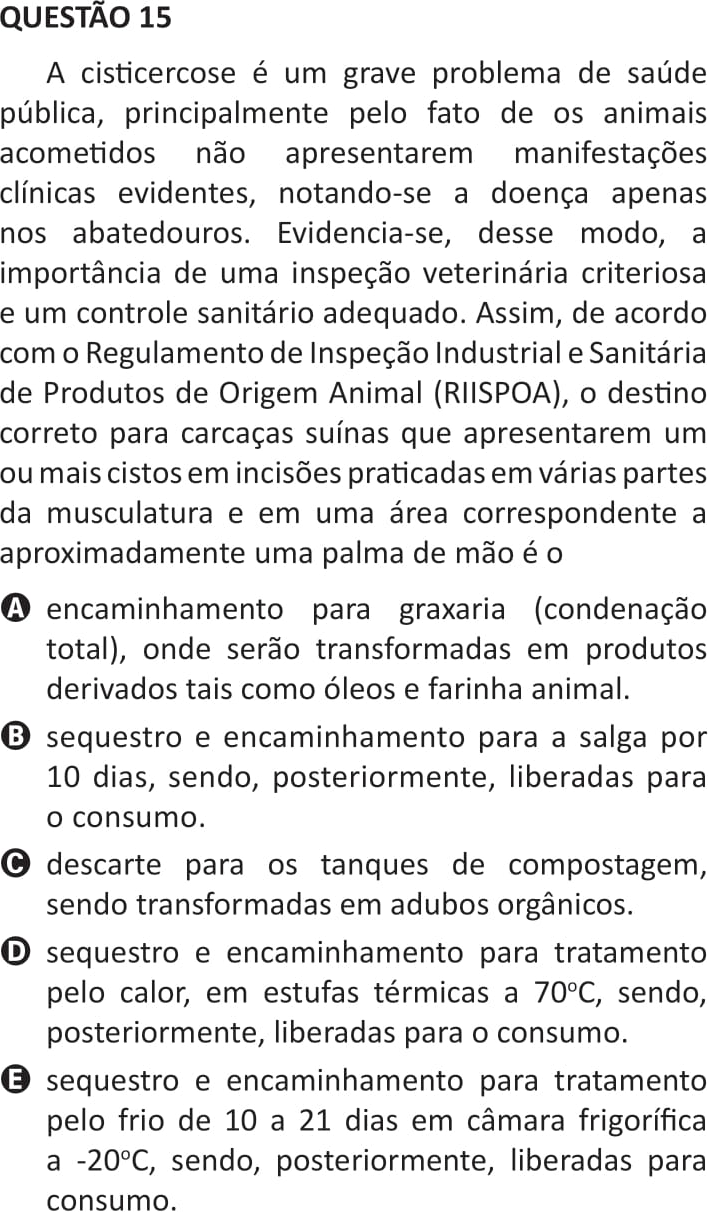 QUESTÃO 15
A cisticercose é um grave problema de saúde
pública, principalmente pelo fato de os animais
acometidos não apresentarem manifestações
clínicas evidentes, notando-se a doença apenas
nos abatedouros. Evidencia-se, desse modo, a
importância de uma inspeção veterinária criteriosa
e um controle sanitário adequado. Assim, de acordo
com o Regulamento de Inspeção Industrial e Sanitária
de Produtos de Origem Animal (RIISPOA), o destino
correto para carcaças suínas que apresentarem um
ou mais cistos em incisões praticadas em várias partes
da musculatura e em uma área correspondente a
aproximadamente uma palma de mão é o
A encaminhamento para graxaria (condenação
total), onde serão transformadas em produtos
derivados tais como óleos e farinha animal.
B sequestro e encaminhamento para a salga por
10 dias, sendo, posteriormente, liberadas para
o consumo.
C descarte para os tanques de compostagem,
sendo transformadas em adubos orgânicos.
D sequestro e encaminhamento para tratamento
pelo calor, em estufas térmicas a 70ºC, sendo,
posteriormente, liberadas para o consumo.
E sequestro e encaminhamento para tratamento
pelo frio de 10 a 21 dias em câmara frigorífica
a -20ºC, sendo, posteriormente, liberadas para
consumo.